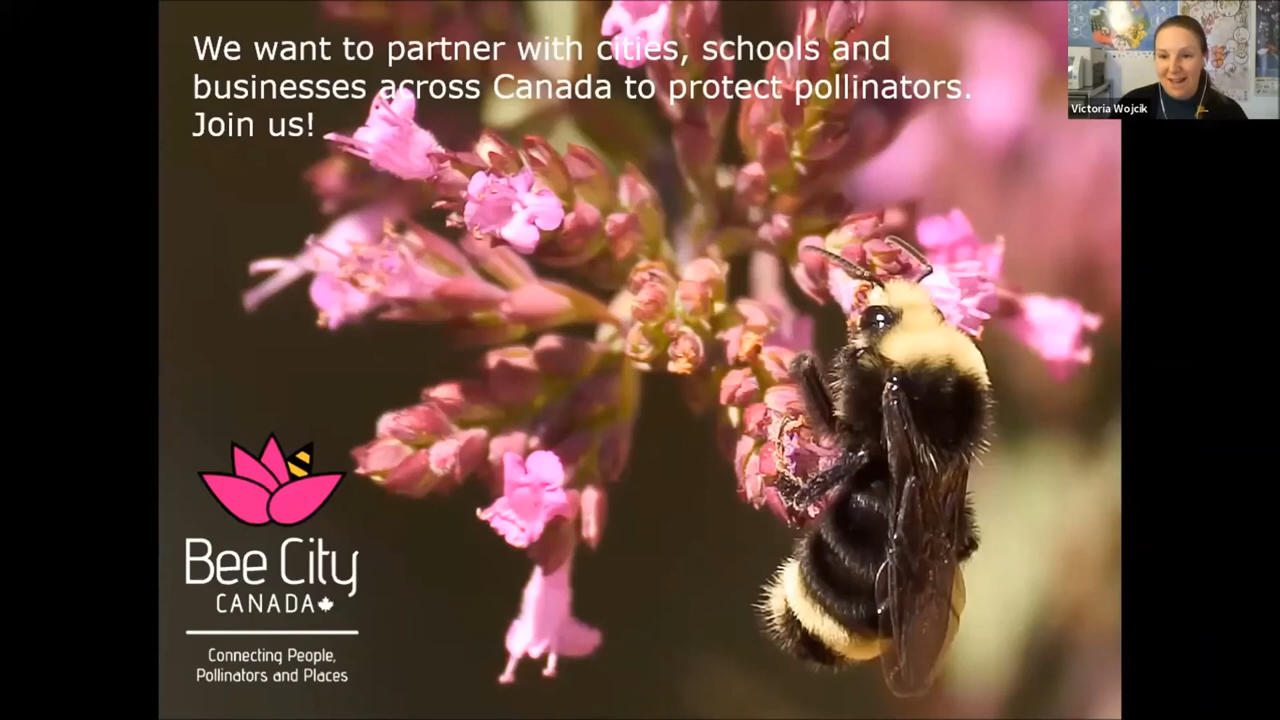 We want to partner with cities, schools and
businesses across Canada to protect pollinators.
Join us!
Victoria Wojcik
Bee City
CANADA
Connecting People,
Pollinators and Places